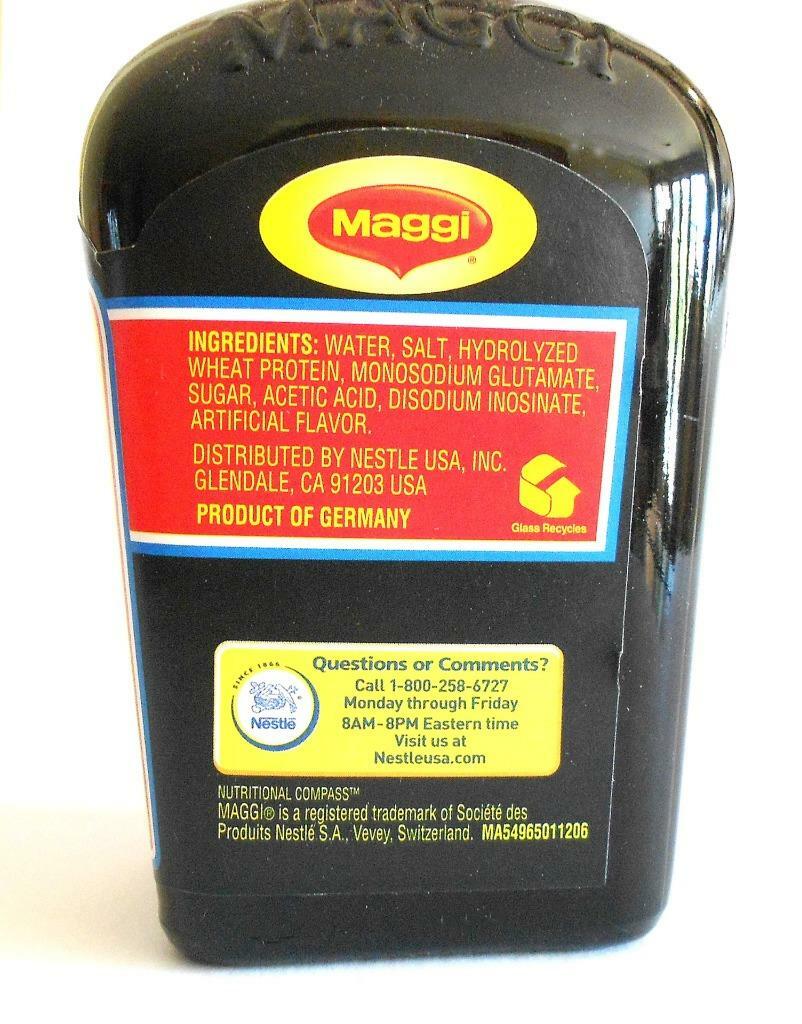 MAGGI
Maggi
®
INGREDIENTS: WATER, SALT, HYDROLYZED
WHEAT PROTEIN, MONOSODIUM GLUTAMATE,
SUGAR, ACETIC ACID, DISODIUM INOSINATE,
ARTIFICIAL FLAVOR.
DISTRIBUTED BY NESTLE USA, INC.
GLENDALE, CA 91203 USA
PRODUCT OF GERMANY
Glass Recycles
SINCE 1866
Nestlé
®
Questions or Comments?
Call 1-800-258-6727
Monday through Friday
8AM-8PM Eastern time
Visit us at
Nestleusa.com
NUTRITIONAL COMPASS™
MAGGI® is a registered trademark of Société des
Produits Nestlé S.A., Vevey, Switzerland. MA54965011206